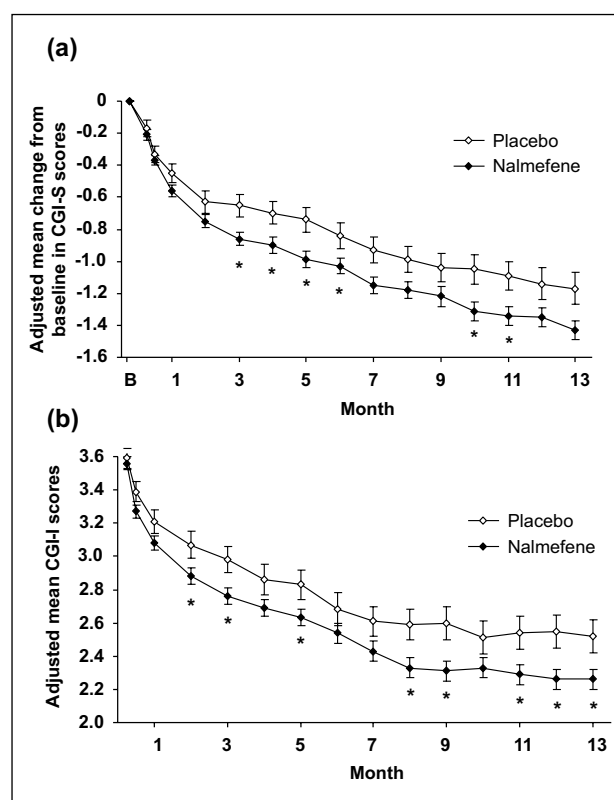 (a)
Adjusted mean change from
baseline in CGI-S scores
0
-0.2
-0.4
-0.6
-0.8
-1.0
-1.2
-1.4
-1.6
Placebo
Nalmefene
* * * * * *
B 1 3 5 7 9 11 13
Month
(b)
Adjusted mean CGI-I scores
3.6
3.4
3.2
3.0
2.8
2.6
2.4
2.2
2.0
Placebo
Nalmefene
* * * * * * * *
1 3 5 7 9 11 13
Month